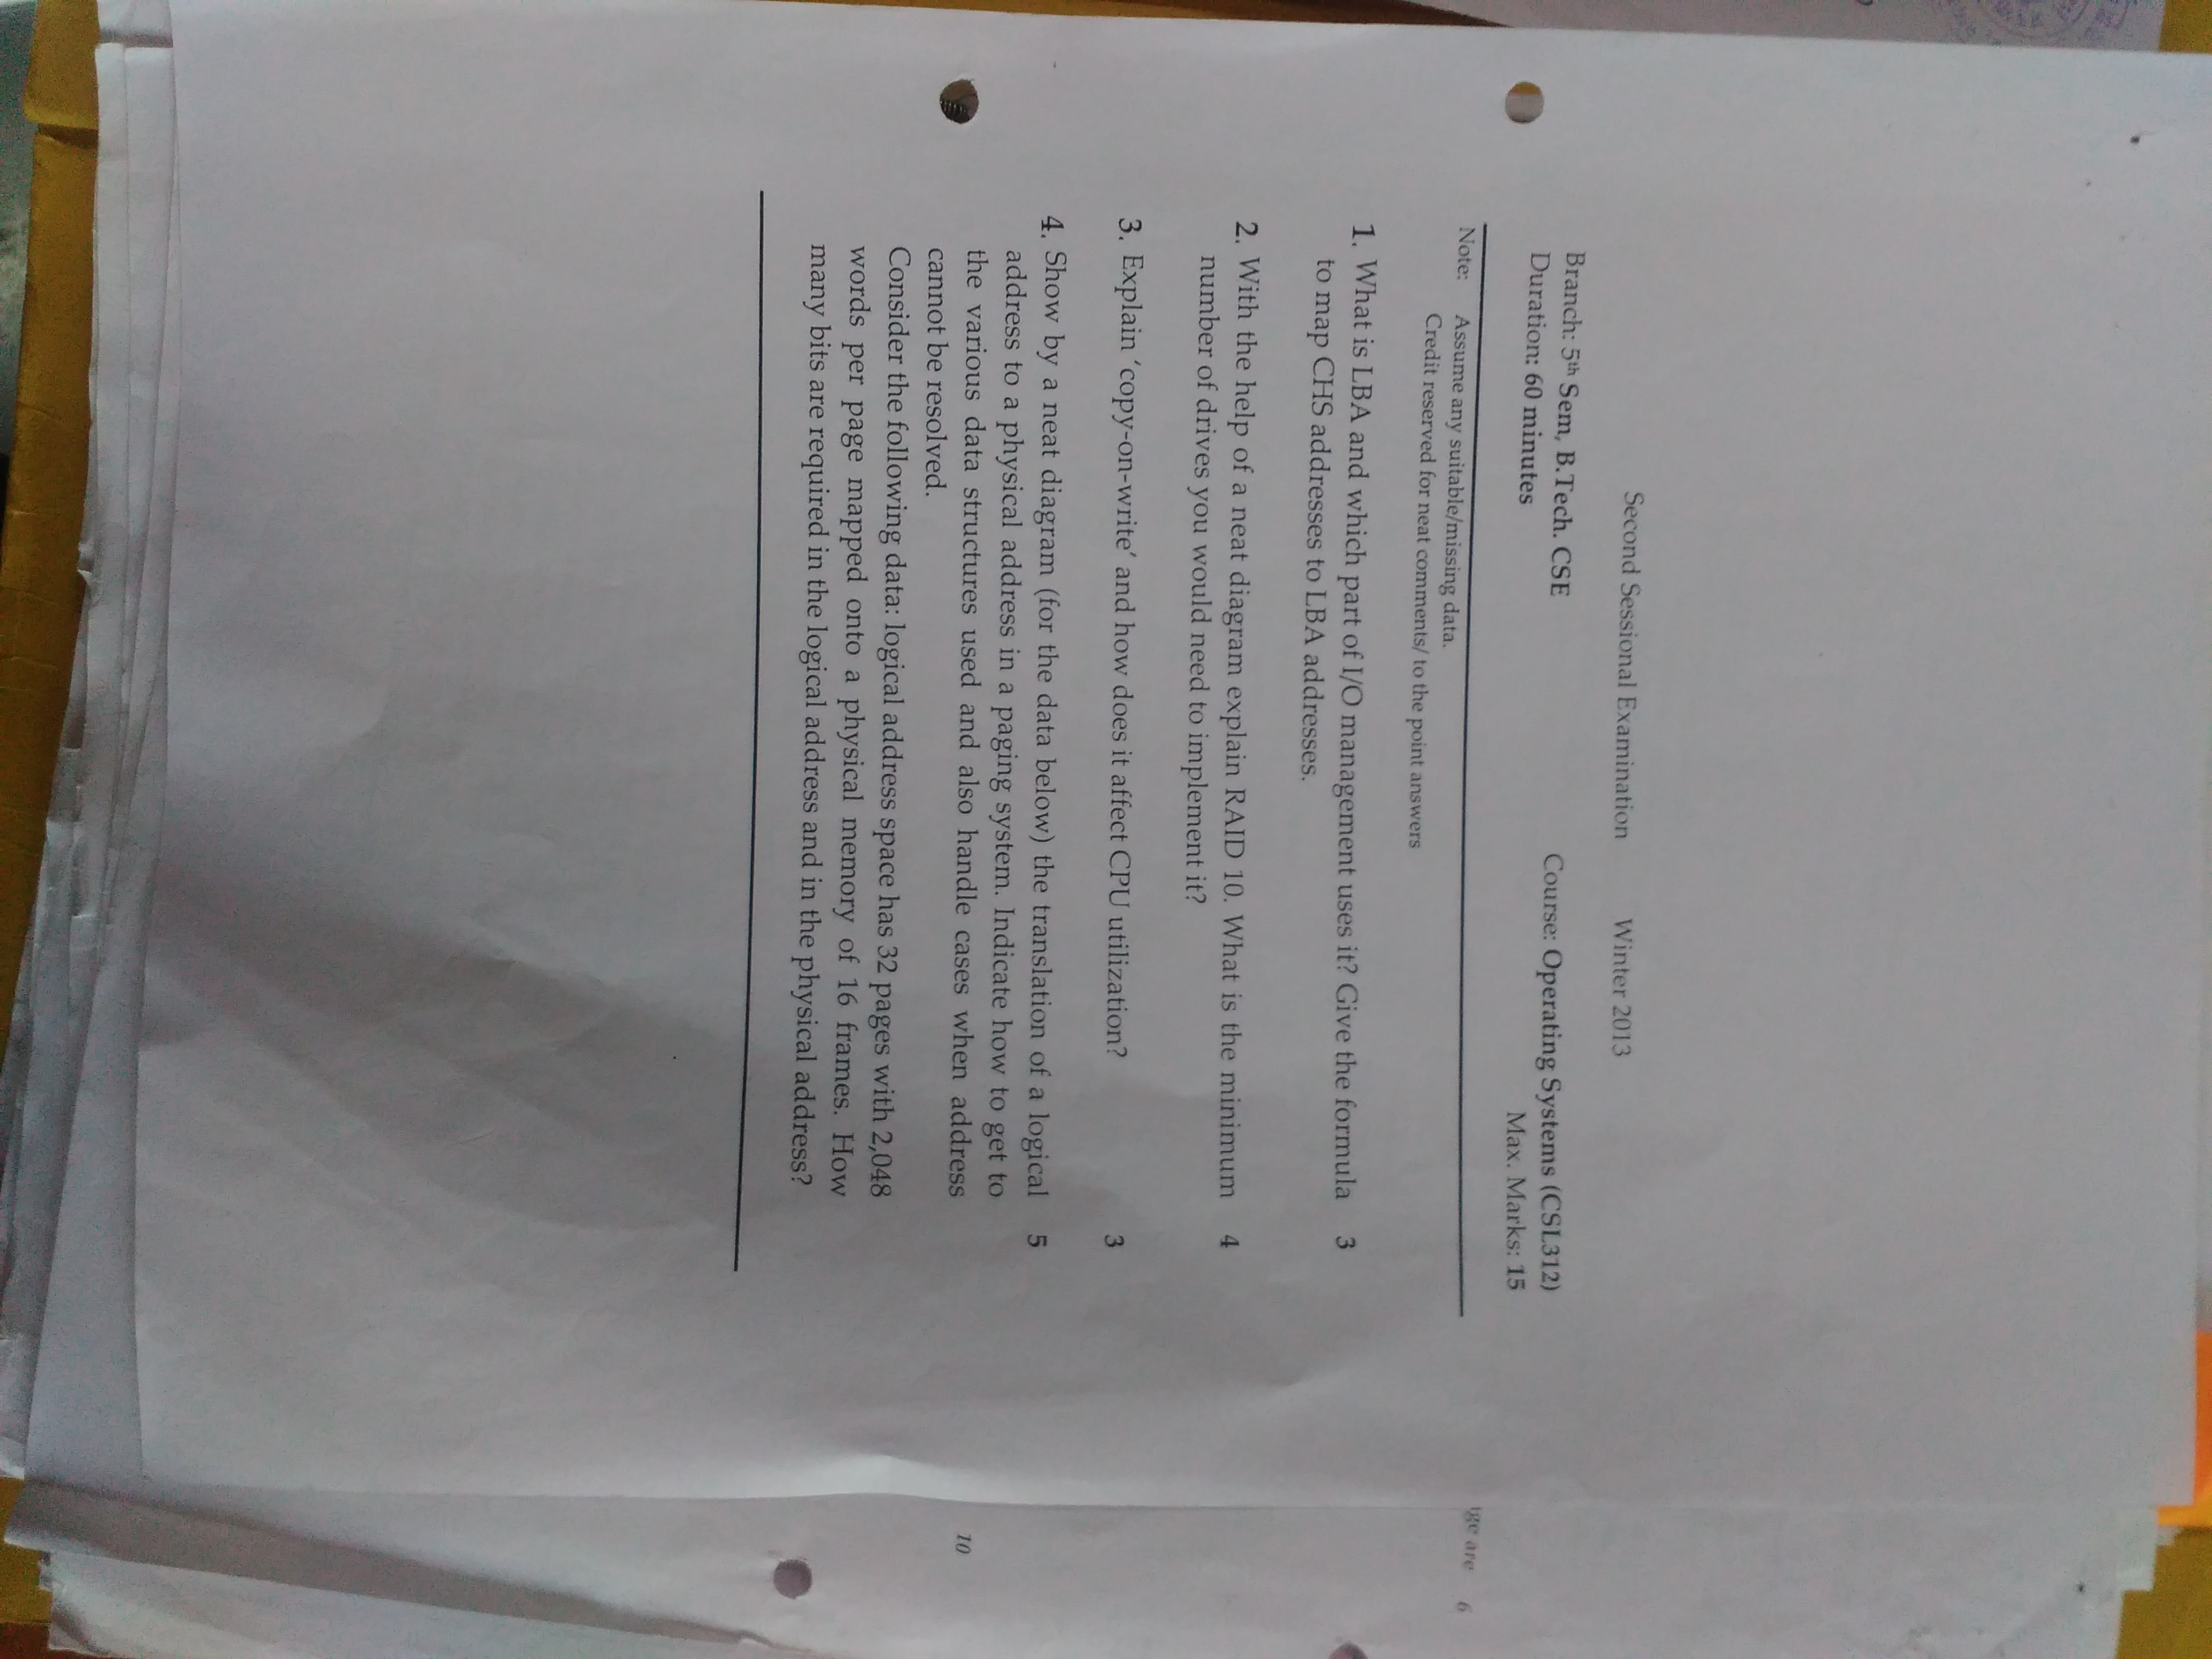 Second Sessional Examination Winter 2013
Branch: 5th Sem, B.Tech. CSE
Course: Operating Systems (CSL312)
Duration: 60 minutes
Max. Marks: 15
Note: Assume any suitable/missing data.
Credit reserved for neat comments/ to the point answers
1. What is LBA and which part of I/O management uses it? Give the formula 3
to map CHS addresses to LBA addresses.
2. With the help of a neat diagram explain RAID 10. What is the minimum 4
number of drives you would need to implement it?
3. Explain ‘copy-on-write’ and how does it affect CPU utilization? 3
4. Show by a neat diagram (for the data below) the translation of a logical 5
address to a physical address in a paging system. Indicate how to get to
the various data structures used and also handle cases when address
cannot be resolved.
Consider the following data: logical address space has 32 pages with 2,048
words per page mapped onto a physical memory of 16 frames. How
many bits are required in the logical address and in the physical address?
are 6
10